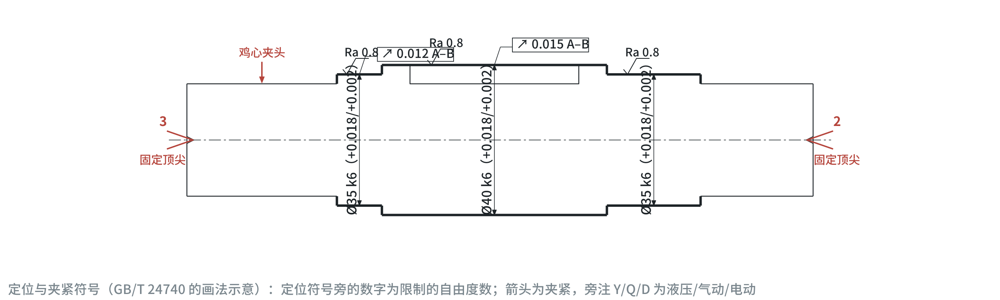 鸡心夹头
Ra 0.8
↗ 0.012 A-B
Ra 0.8
↗ 0.015 A-B
Ra 0.8
3
固定顶尖
Ø35 k6 (+0.018/+0.002)
Ø40 k6 (+0.018/+0.002)
Ø35 k6 (+0.018/+0.002)
2
固定顶尖
定位与夹紧符号（GB/T 24740 的画法示意）：定位符号旁的数字为限制的自由度数；箭头为夹紧，旁注Y/Q/D 为液压/气动/电动